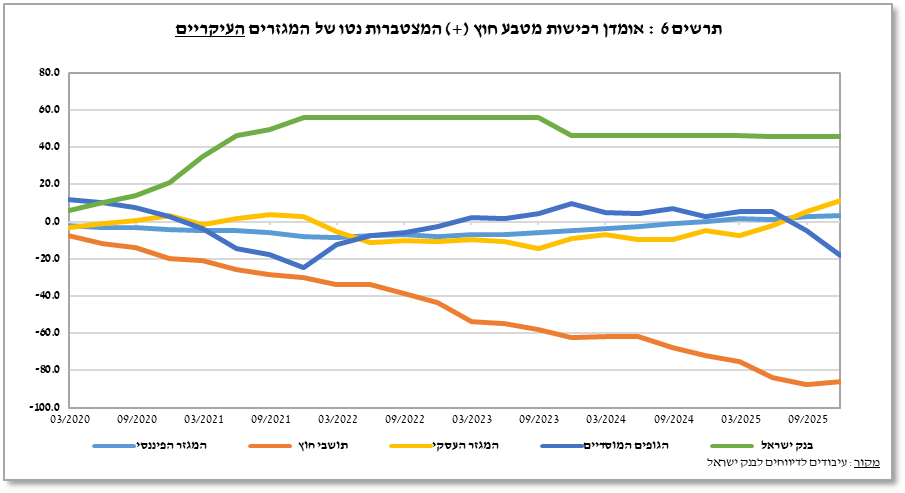 תרשים 6 : אומדן רכישות מטבע חוץ (+) המצטברות נטו של המגזרים העיקריים
80.0
60.0
40.0
20.0
0.0
-20.0
-40.0
-60.0
-80.0
-100.0
03/2020 09/2020 03/2021 09/2021 03/2022 09/2022 03/2023 09/2023 03/2024 09/2024 03/2025 09/2025
בנק ישראל הגופים המוסדיים המגזר העסקי תושבי חוץ המגזר הפיננסי
מקור : עיבודים לדיווחים לבנק ישראל